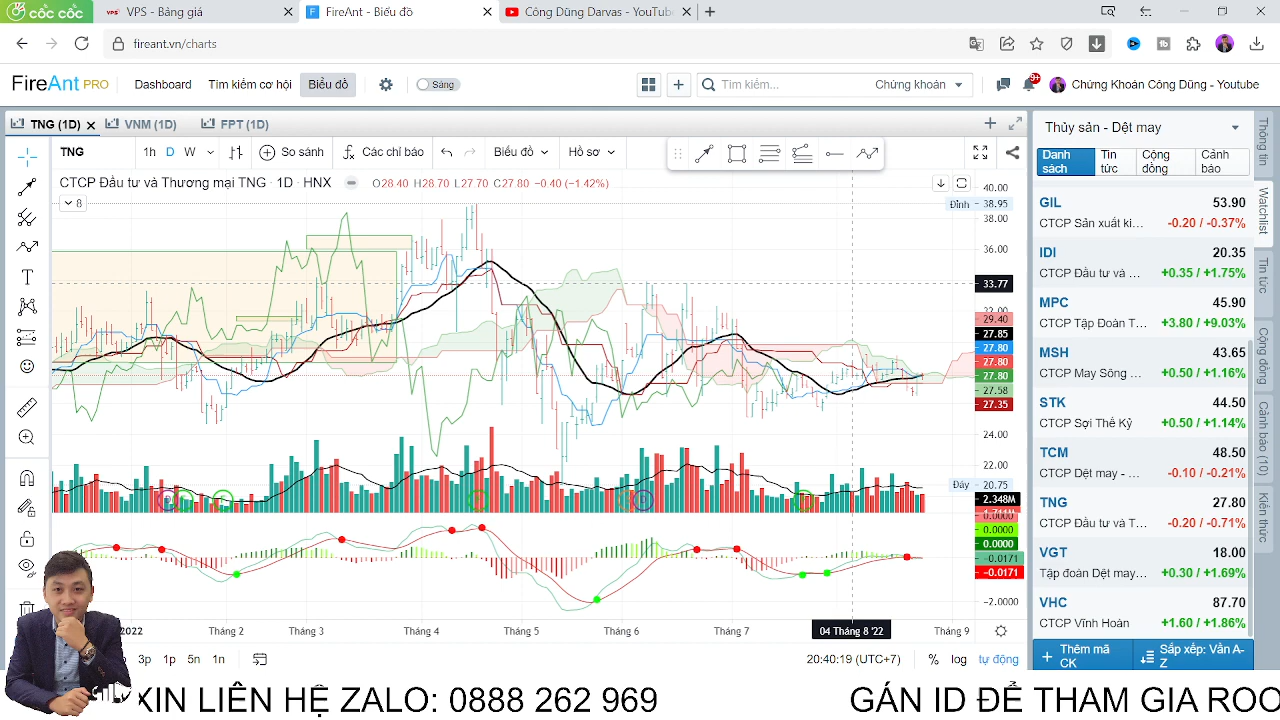 cốc cốc
VPS - Bảng giá
FireAnt - Biểu đồ
Công Dũng Darvas - YouTube
fireant.vn/charts
FireAnt PRO
Dashboard
Tìm kiếm cơ hội
Biểu đồ
Sáng
Tìm kiếm...
Chứng khoán
9+
Chứng Khoán Công Dũng - Youtube
TNG (1D)
VNM (1D)
FPT (1D)
TNG
1h D W
So sánh
Các chỉ báo
Biểu đồ
Hồ sơ
CTCP Đầu tư và Thương mại TNG · 1D · HNX
O28.40 H28.70 L27.70 C27.80 -0.40 (-1.42%)
8
40.00
Đỉnh 38.95
38.00
36.00
33.77
32.00
29.40
27.85
27.80
27.80
27.80
27.58
27.35
24.00
22.00
Đáy 20.75
2.348M
0.0000
0.0000
0.0000
-0.0171
-0.0171
-2.0000
2022
Tháng 2
Tháng 3
Tháng 4
Tháng 5
Tháng 6
Tháng 7
04 Tháng 8 '22
Tháng 9
3p 1p 5n 1n
20:40:19 (UTC+7)
% log tự động
Thủy sản - Dệt may
Danh sách
Tin tức
Cộng đồng
Cảnh báo
GIL 53.90
CTCP Sản xuất ki... -0.20 / -0.37%
IDI 20.35
CTCP Đầu tư và ... +0.35 / +1.75%
MPC 45.90
CTCP Tập Đoàn T... +3.80 / +9.03%
MSH 43.65
CTCP May Sông ... +0.50 / +1.16%
STK 44.50
CTCP Sợi Thế Kỷ +0.50 / +1.14%
TCM 48.50
CTCP Dệt may - ... -0.10 / -0.21%
TNG 27.80
CTCP Đầu tư và T... -0.20 / -0.71%
VGT 18.00
Tập đoàn Dệt may... +0.30 / +1.69%
VHC 87.70
CTCP Vĩnh Hoàn +1.60 / +1.86%
Thêm mã CK
Sắp xếp: Vần A-Z
Thông tin
Watchlist
Tin tức
Cộng đồng
Cảnh báo (10)
Kiến thức
XIN LIÊN HỆ ZALO: 0888 262 969
GÁN ID ĐỂ THAM GIA ROO